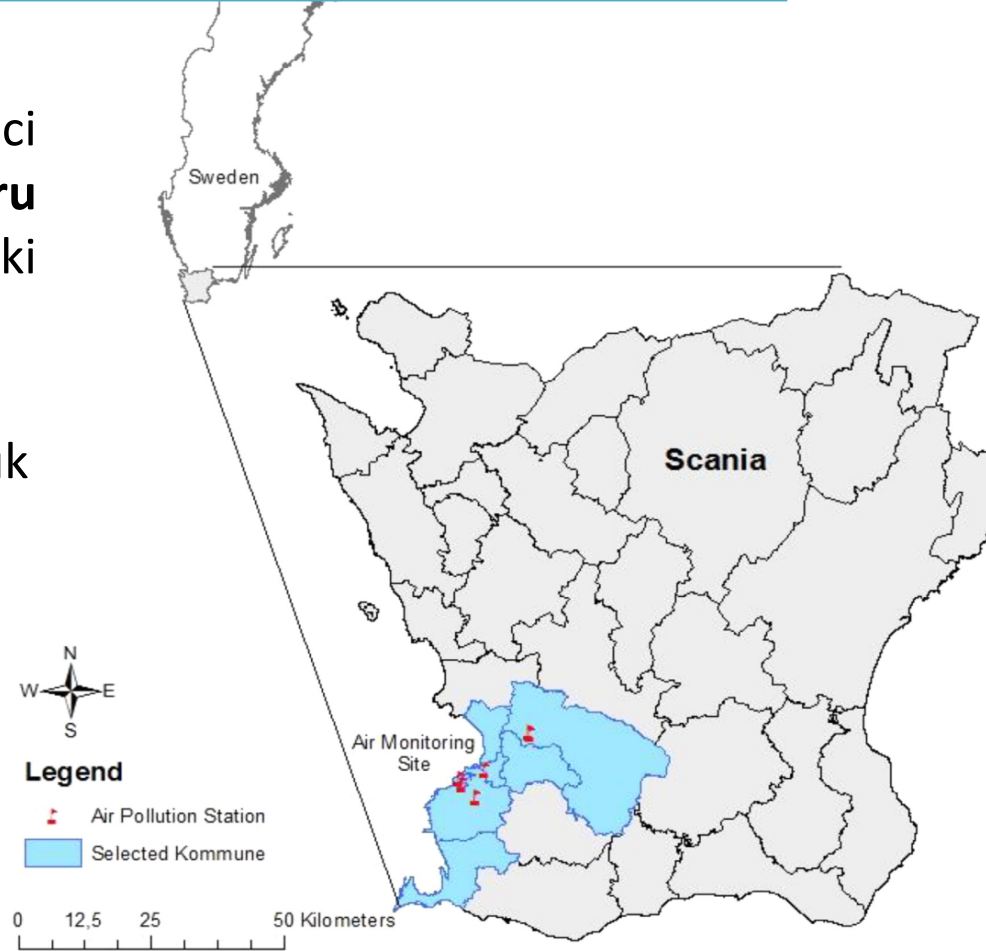 ci
ru
ki
uk
Sweden
Scania
N
W E
S
Air Monitoring
Site
Legend
Air Pollution Station
Selected Kommune
0 12,5 25 50 Kilometers